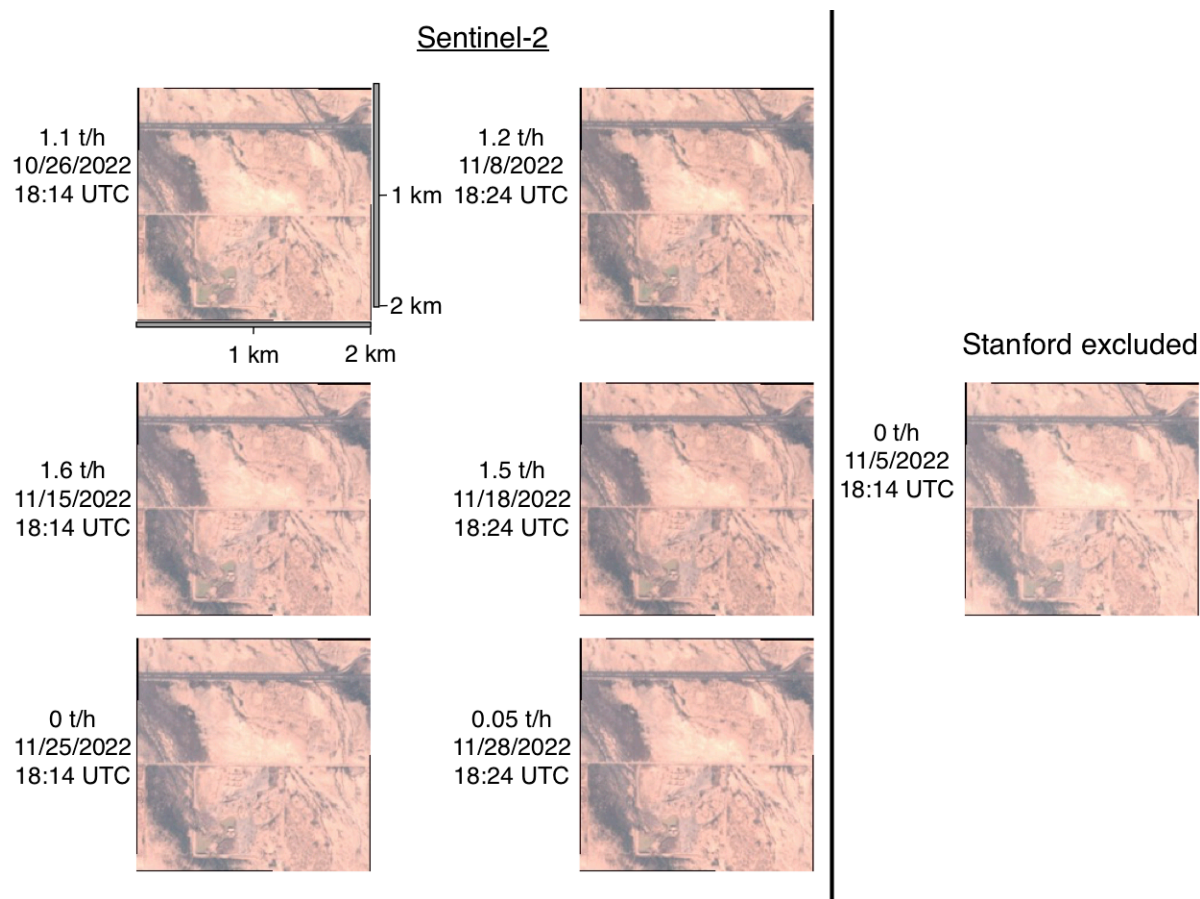 Sentinel-2
1.1 t/h
10/26/2022
18:14 UTC
1 km
2 km
1 km
2 km
1.2 t/h
11/8/2022
18:24 UTC
1.6 t/h
11/15/2022
18:14 UTC
1.5 t/h
11/18/2022
18:24 UTC
0 t/h
11/25/2022
18:14 UTC
0.05 t/h
11/28/2022
18:24 UTC
Stanford excluded
0 t/h
11/5/2022
18:14 UTC